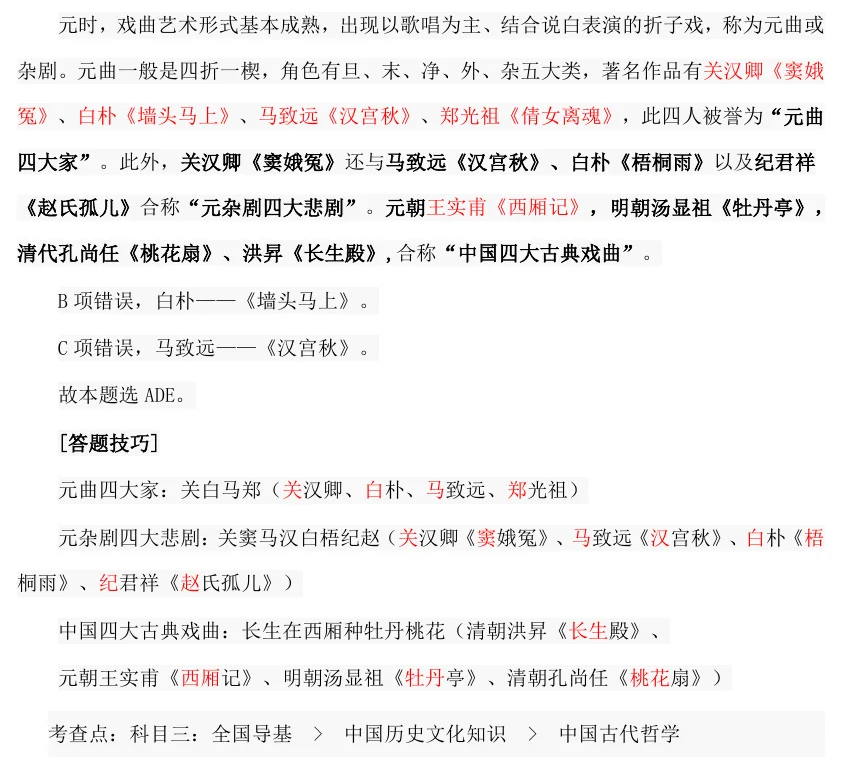 元时，戏曲艺术形式基本成熟，出现以歌唱为主、结合说白表演的折子戏，称为元曲或
杂剧。元曲一般是四折一楔，角色有旦、末、净、外、杂五大类，著名作品有关汉卿《窦娥
冤》、白朴《墙头马上》、马致远《汉宫秋》、郑光祖《倩女离魂》，此四人被誉为“元曲
四大家”。此外，关汉卿《窦娥冤》还与马致远《汉宫秋》、白朴《梧桐雨》以及纪君祥
《赵氏孤儿》合称“元杂剧四大悲剧”。元朝王实甫《西厢记》，明朝汤显祖《牡丹亭》，
清代孔尚任《桃花扇》、洪昇《长生殿》,合称“中国四大古典戏曲”。
B 项错误，白朴——《墙头马上》。
C 项错误，马致远——《汉宫秋》。
故本题选 ADE。
[答题技巧]
元曲四大家：关白马郑（关汉卿、白朴、马致远、郑光祖）
元杂剧四大悲剧：关窦马汉白梧纪赵（关汉卿《窦娥冤》、马致远《汉宫秋》、白朴《梧
桐雨》、纪君祥《赵氏孤儿》）
中国四大古典戏曲：长生在西厢种牡丹桃花（清朝洪昇《长生殿》、
元朝王实甫《西厢记》、明朝汤显祖《牡丹亭》、清朝孔尚任《桃花扇》）
考查点：科目三：全国导基 > 中国历史文化知识 > 中国古代哲学